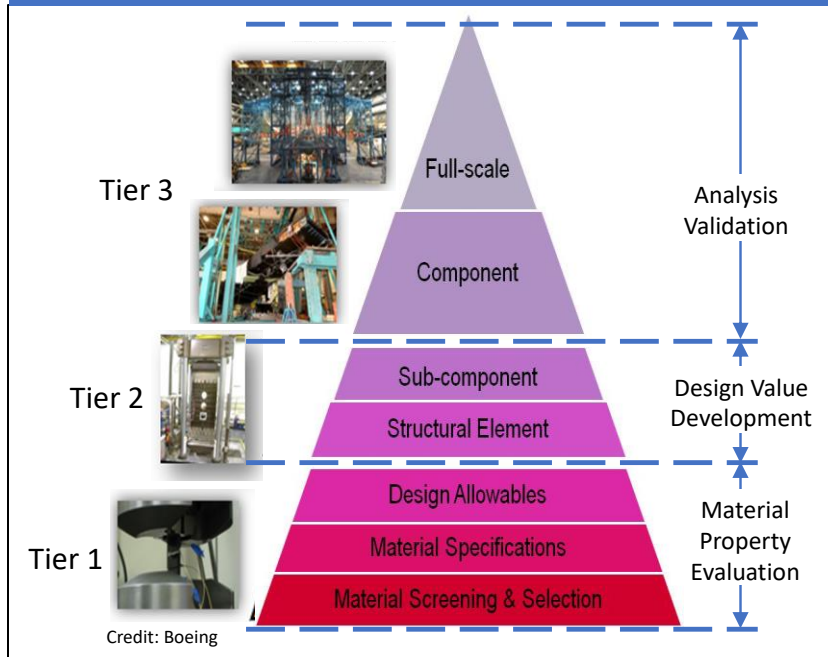 Tier 3
Full-scale
Component
Analysis
Validation
Tier 2
Sub-component
Structural Element
Design Value
Development
Tier 1
Design Allowables
Material Specifications
Material Screening & Selection
Material
Property
Evaluation
Credit: Boeing